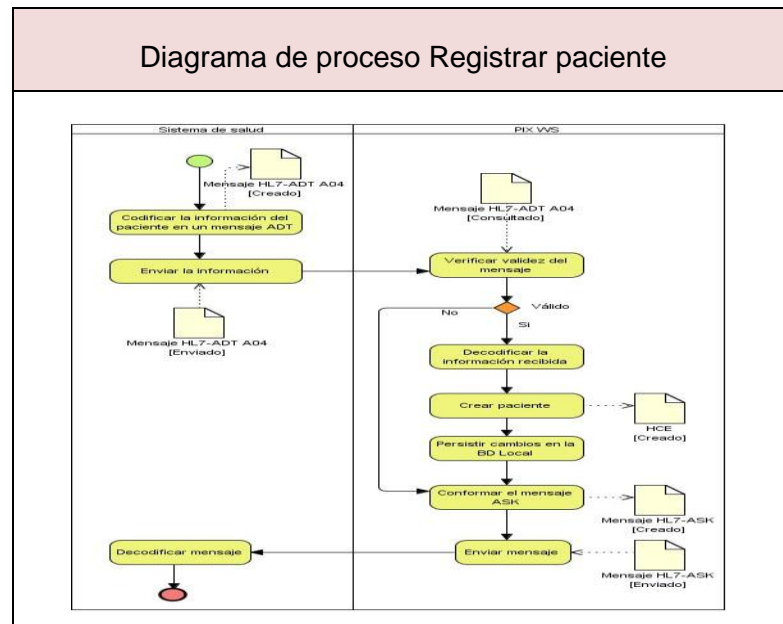 Diagrama de proceso Registrar paciente
Sistema de salud
PIX WS
Mensaje HL7-ADT A04
[Creado]
Codificar la información del
paciente en un mensaje ADT
Enviar la información
Mensaje HL7-ADT A04
[Enviado]
Mensaje HL7-ADT A04
[Consultado]
Verificar validez del
mensaje
No
Válido
Si
Decodificar la
información recibida
Crear paciente
HCE
[Creado]
Persistir cambios en la
BD Local
Conformar el mensaje
ASK
Mensaje HL7-ASK
[Creado]
Decodificar mensaje
Enviar mensaje
Mensaje HL7-ASK
[Enviado]